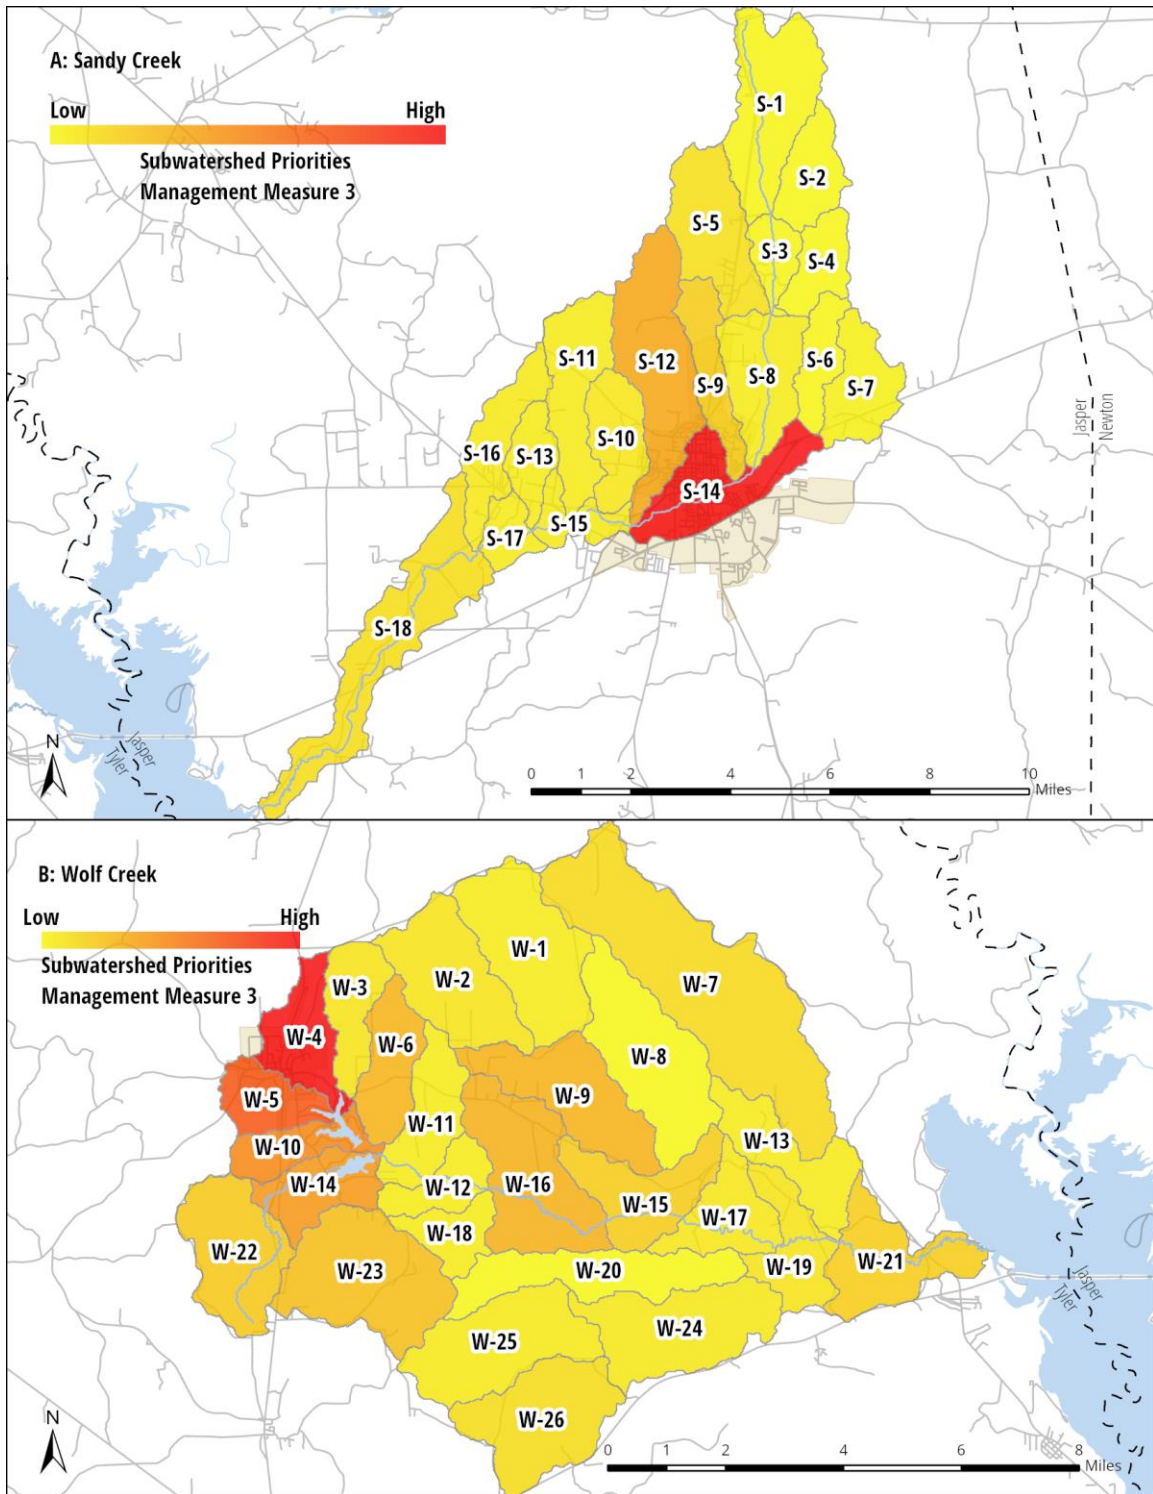 A: Sandy Creek
Low High
Subwatershed Priorities
Management Measure 3
S-1
S-2
S-5
S-3
S-4
S-11
S-12
S-9
S-8
S-6
S-7
S-16
S-13
S-10
S-14
S-17
S-15
S-18
Jasper
Newton
Jasper
Tyler
N
0 1 2 4 6 8 10
Miles
B: Wolf Creek
Low High
Subwatershed Priorities
Management Measure 3
W-1
W-2
W-3
W-7
W-4
W-6
W-8
W-5
W-9
W-11
W-13
W-10
W-14
W-12
W-16
W-15
W-17
W-18
W-22
W-23
W-20
W-19
W-21
W-25
W-24
W-26
Jasper
Tyler
N
0 1 2 4 6 8
Miles